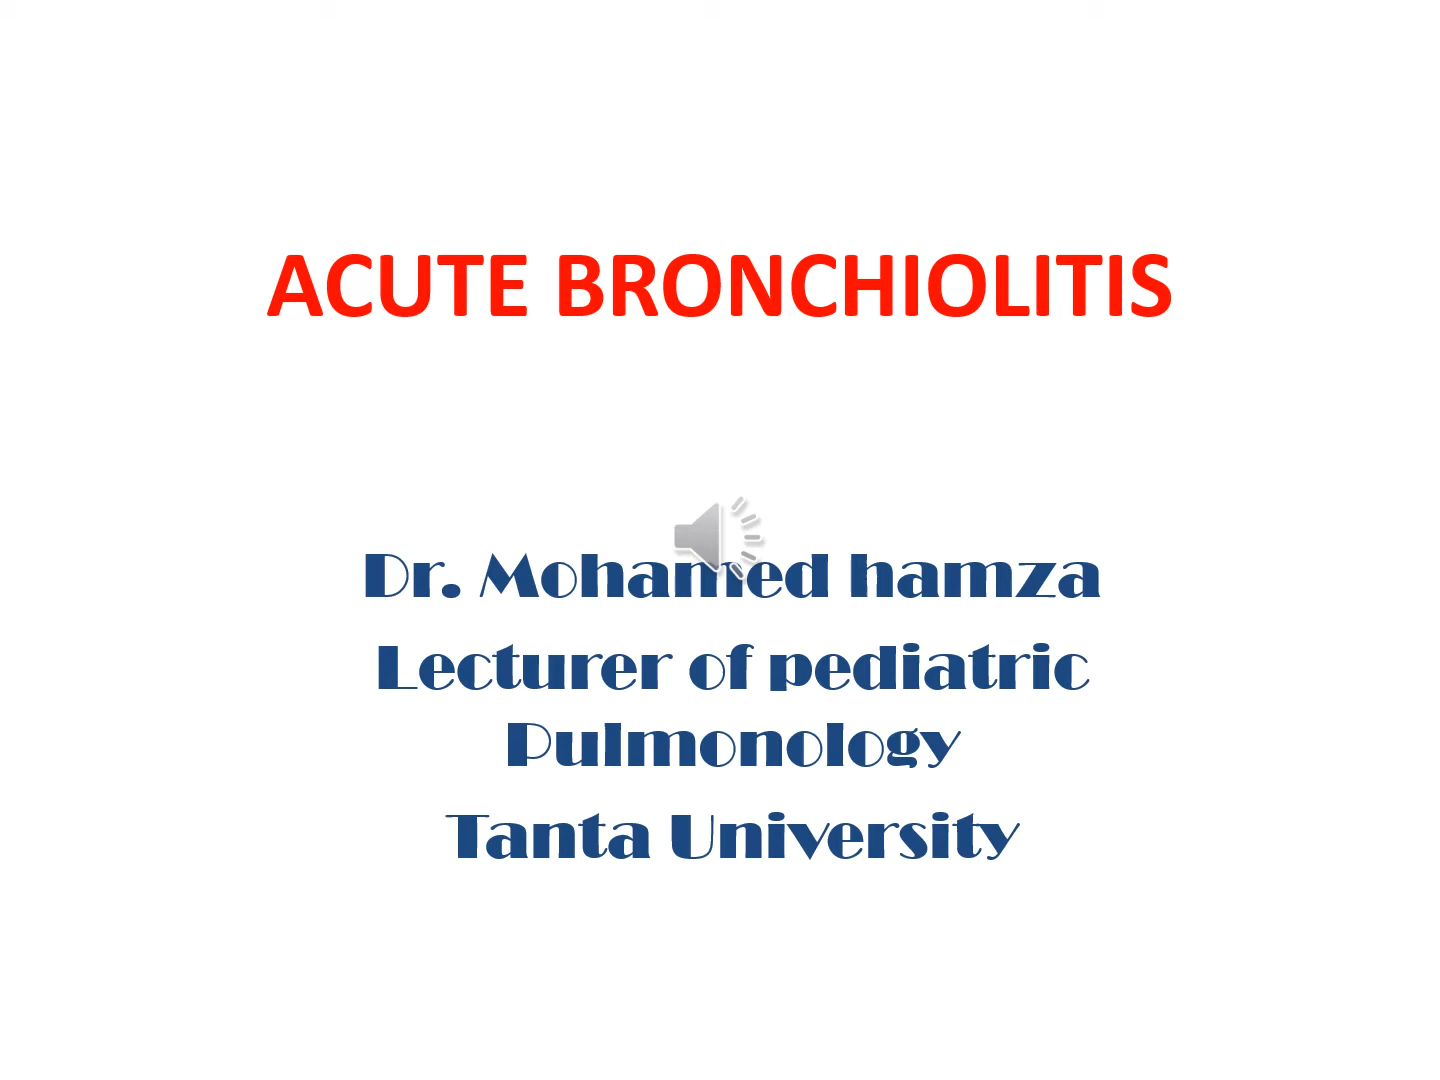 ACUTE BRONCHIOLITIS
Dr. Mohamed hamza
Lecturer of pediatric
Pulmonology
Tanta University